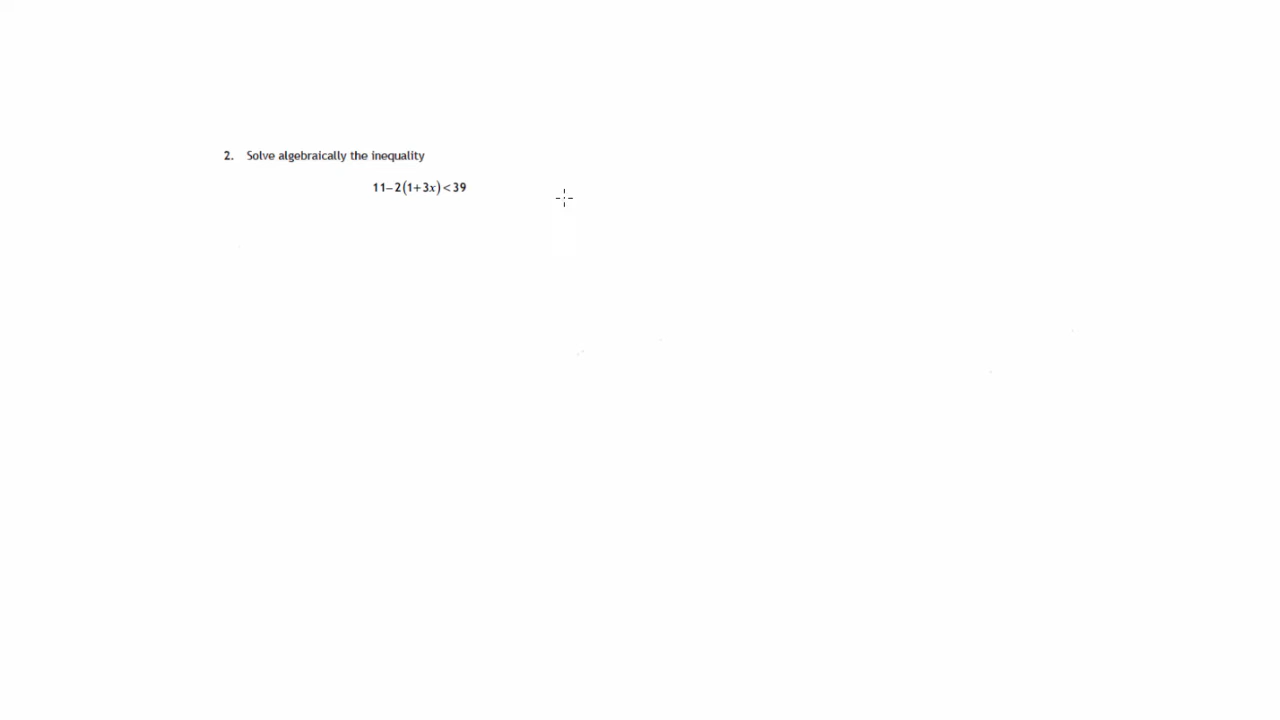 2. Solve algebraically the inequality
11–2(1+3x)<39